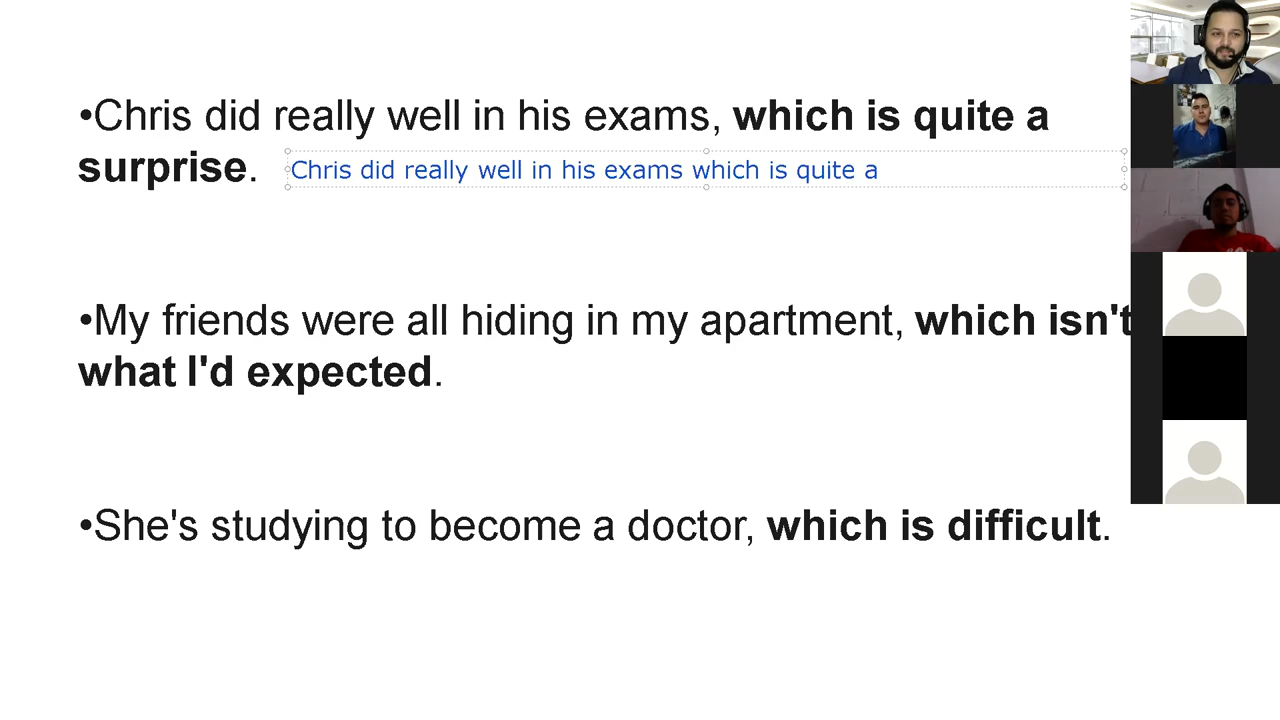 •Chris did really well in his exams, which is quite a
surprise.
Chris did really well in his exams which is quite a
•My friends were all hiding in my apartment, which isn't
what I'd expected.
•She's studying to become a doctor, which is difficult.